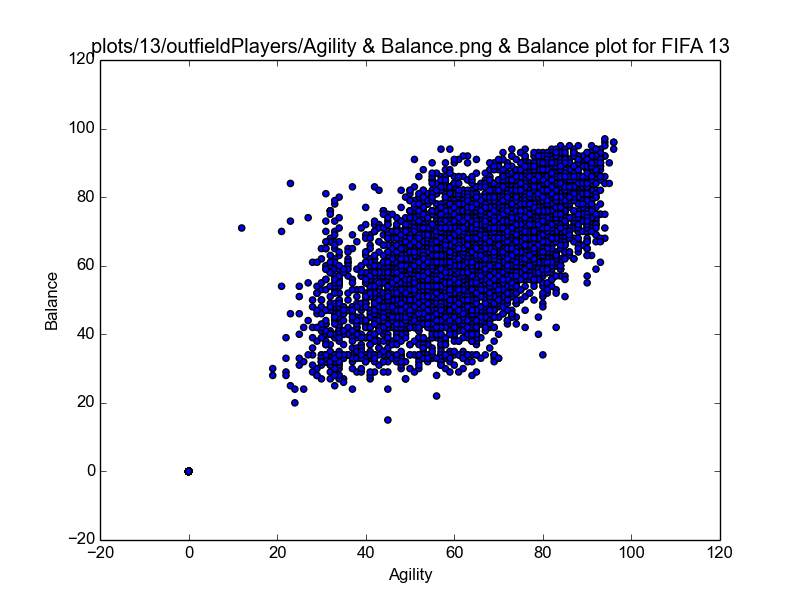 plots/13/outfieldPlayers/Agility & Balance.png & Balance plot for FIFA 13
120
100
80
60
40
20
0
−20
Balance
−20 0 20 40 60 80 100 120
Agility